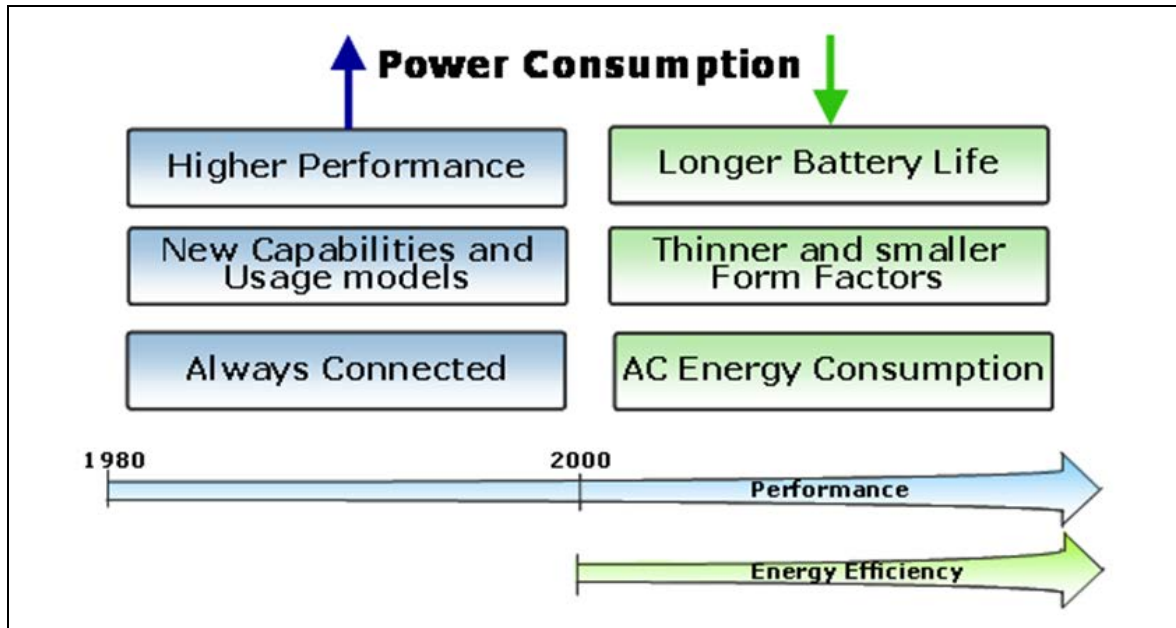 Power Consumption
Higher Performance
Longer Battery Life
New Capabilities and
Usage models
Thinner and smaller
Form Factors
Always Connected
AC Energy Consumption
1980
2000
Performance
Energy Efficiency